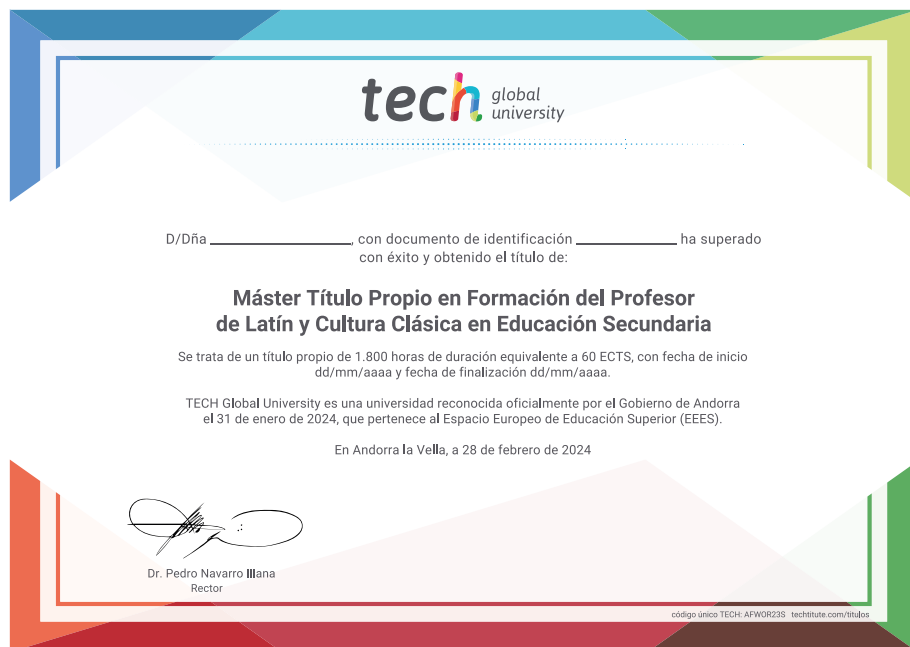 tech global
university
D/Dña ______________, con documento de identificación __________ ha superado
con éxito y obtenido el título de:
Máster Título Propio en Formación del Profesor
de Latín y Cultura Clásica en Educación Secundaria
Se trata de un título propio de 1.800 horas de duración equivalente a 60 ECTS, con fecha de inicio
dd/mm/aaaa y fecha de finalización dd/mm/aaaa.
TECH Global University es una universidad reconocida oficialmente por el Gobierno de Andorra
el 31 de enero de 2024, que pertenece al Espacio Europeo de Educación Superior (EEES).
En Andorra la Vella, a 28 de febrero de 2024
Dr. Pedro Navarro Illana
Rector
código único TECH: AFWOR23S techtitute.com/titulos